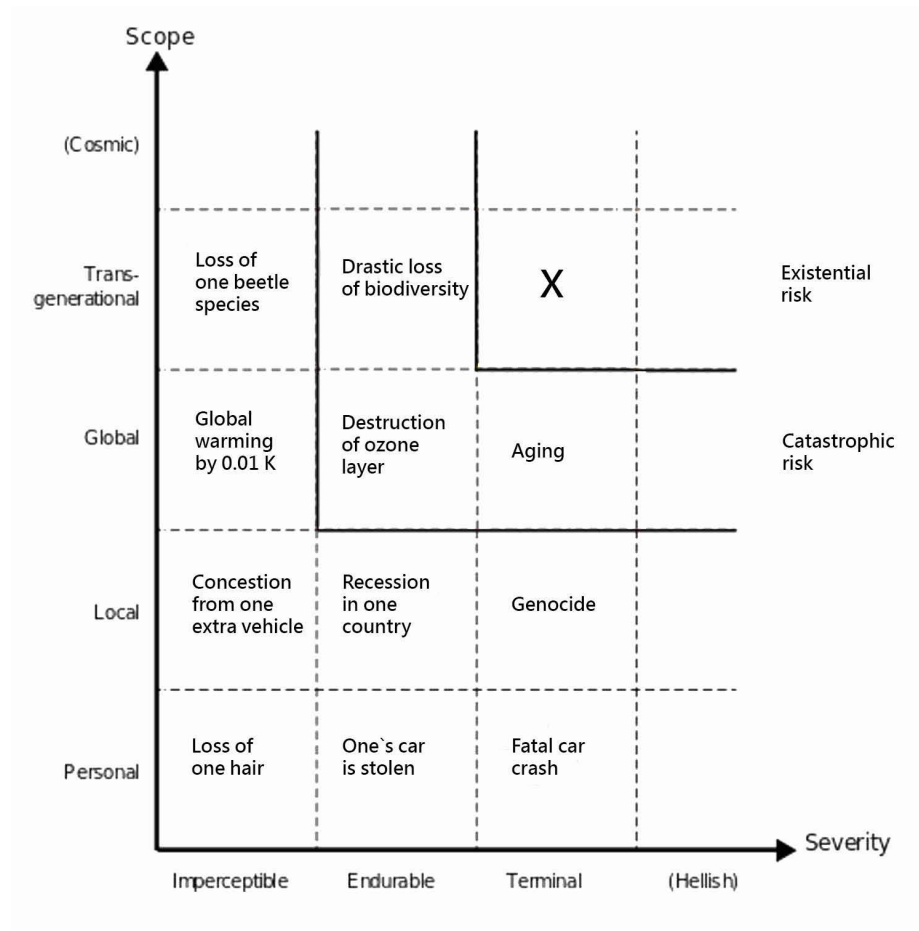 Scope
(Cosmic)
Trans-
generational
Loss of
one beetle
species
Drastic loss
of biodiversity
X
Existential
risk
Global
Global
warming
by 0.01 K
Destruction
of ozone
layer
Aging
Catastrophic
risk
Local
Concestion
from one
extra vehicle
Recession
in one
country
Genocide
Personal
Loss of
one hair
One`s car
is stolen
Fatal car
crash
Severity
Imperceptible
Endurable
Terminal
(Hellish)